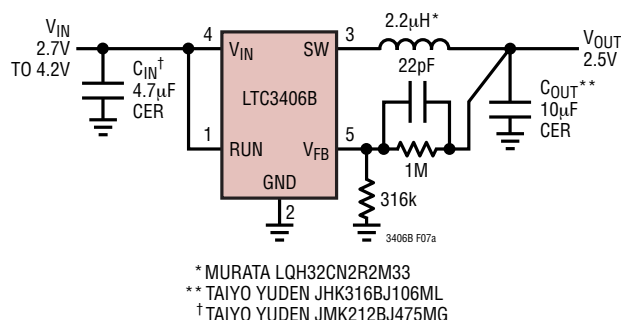 V_IN
2.7V
TO 4.2V
C_IN†
4.7µF
CER
4
V_IN
SW
3
2.2µH*
V_OUT
2.5V
22pF
LTC3406B
C_OUT**
10µF
CER
1
RUN
V_FB
5
1M
GND
2
316k
3406B F07a
*MURATA LQH32CN2R2M33
**TAIYO YUDEN JHK316BJ106ML
†TAIYO YUDEN JMK212BJ475MG